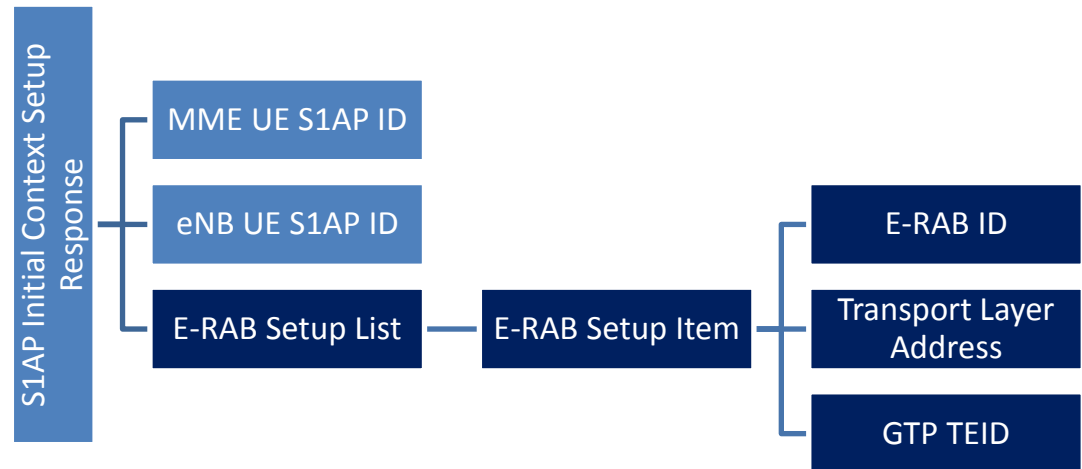 S1AP Initial Context Setup
Response
MME UE S1AP ID
eNB UE S1AP ID
E-RAB Setup List
E-RAB Setup Item
E-RAB ID
Transport Layer
Address
GTP TEID